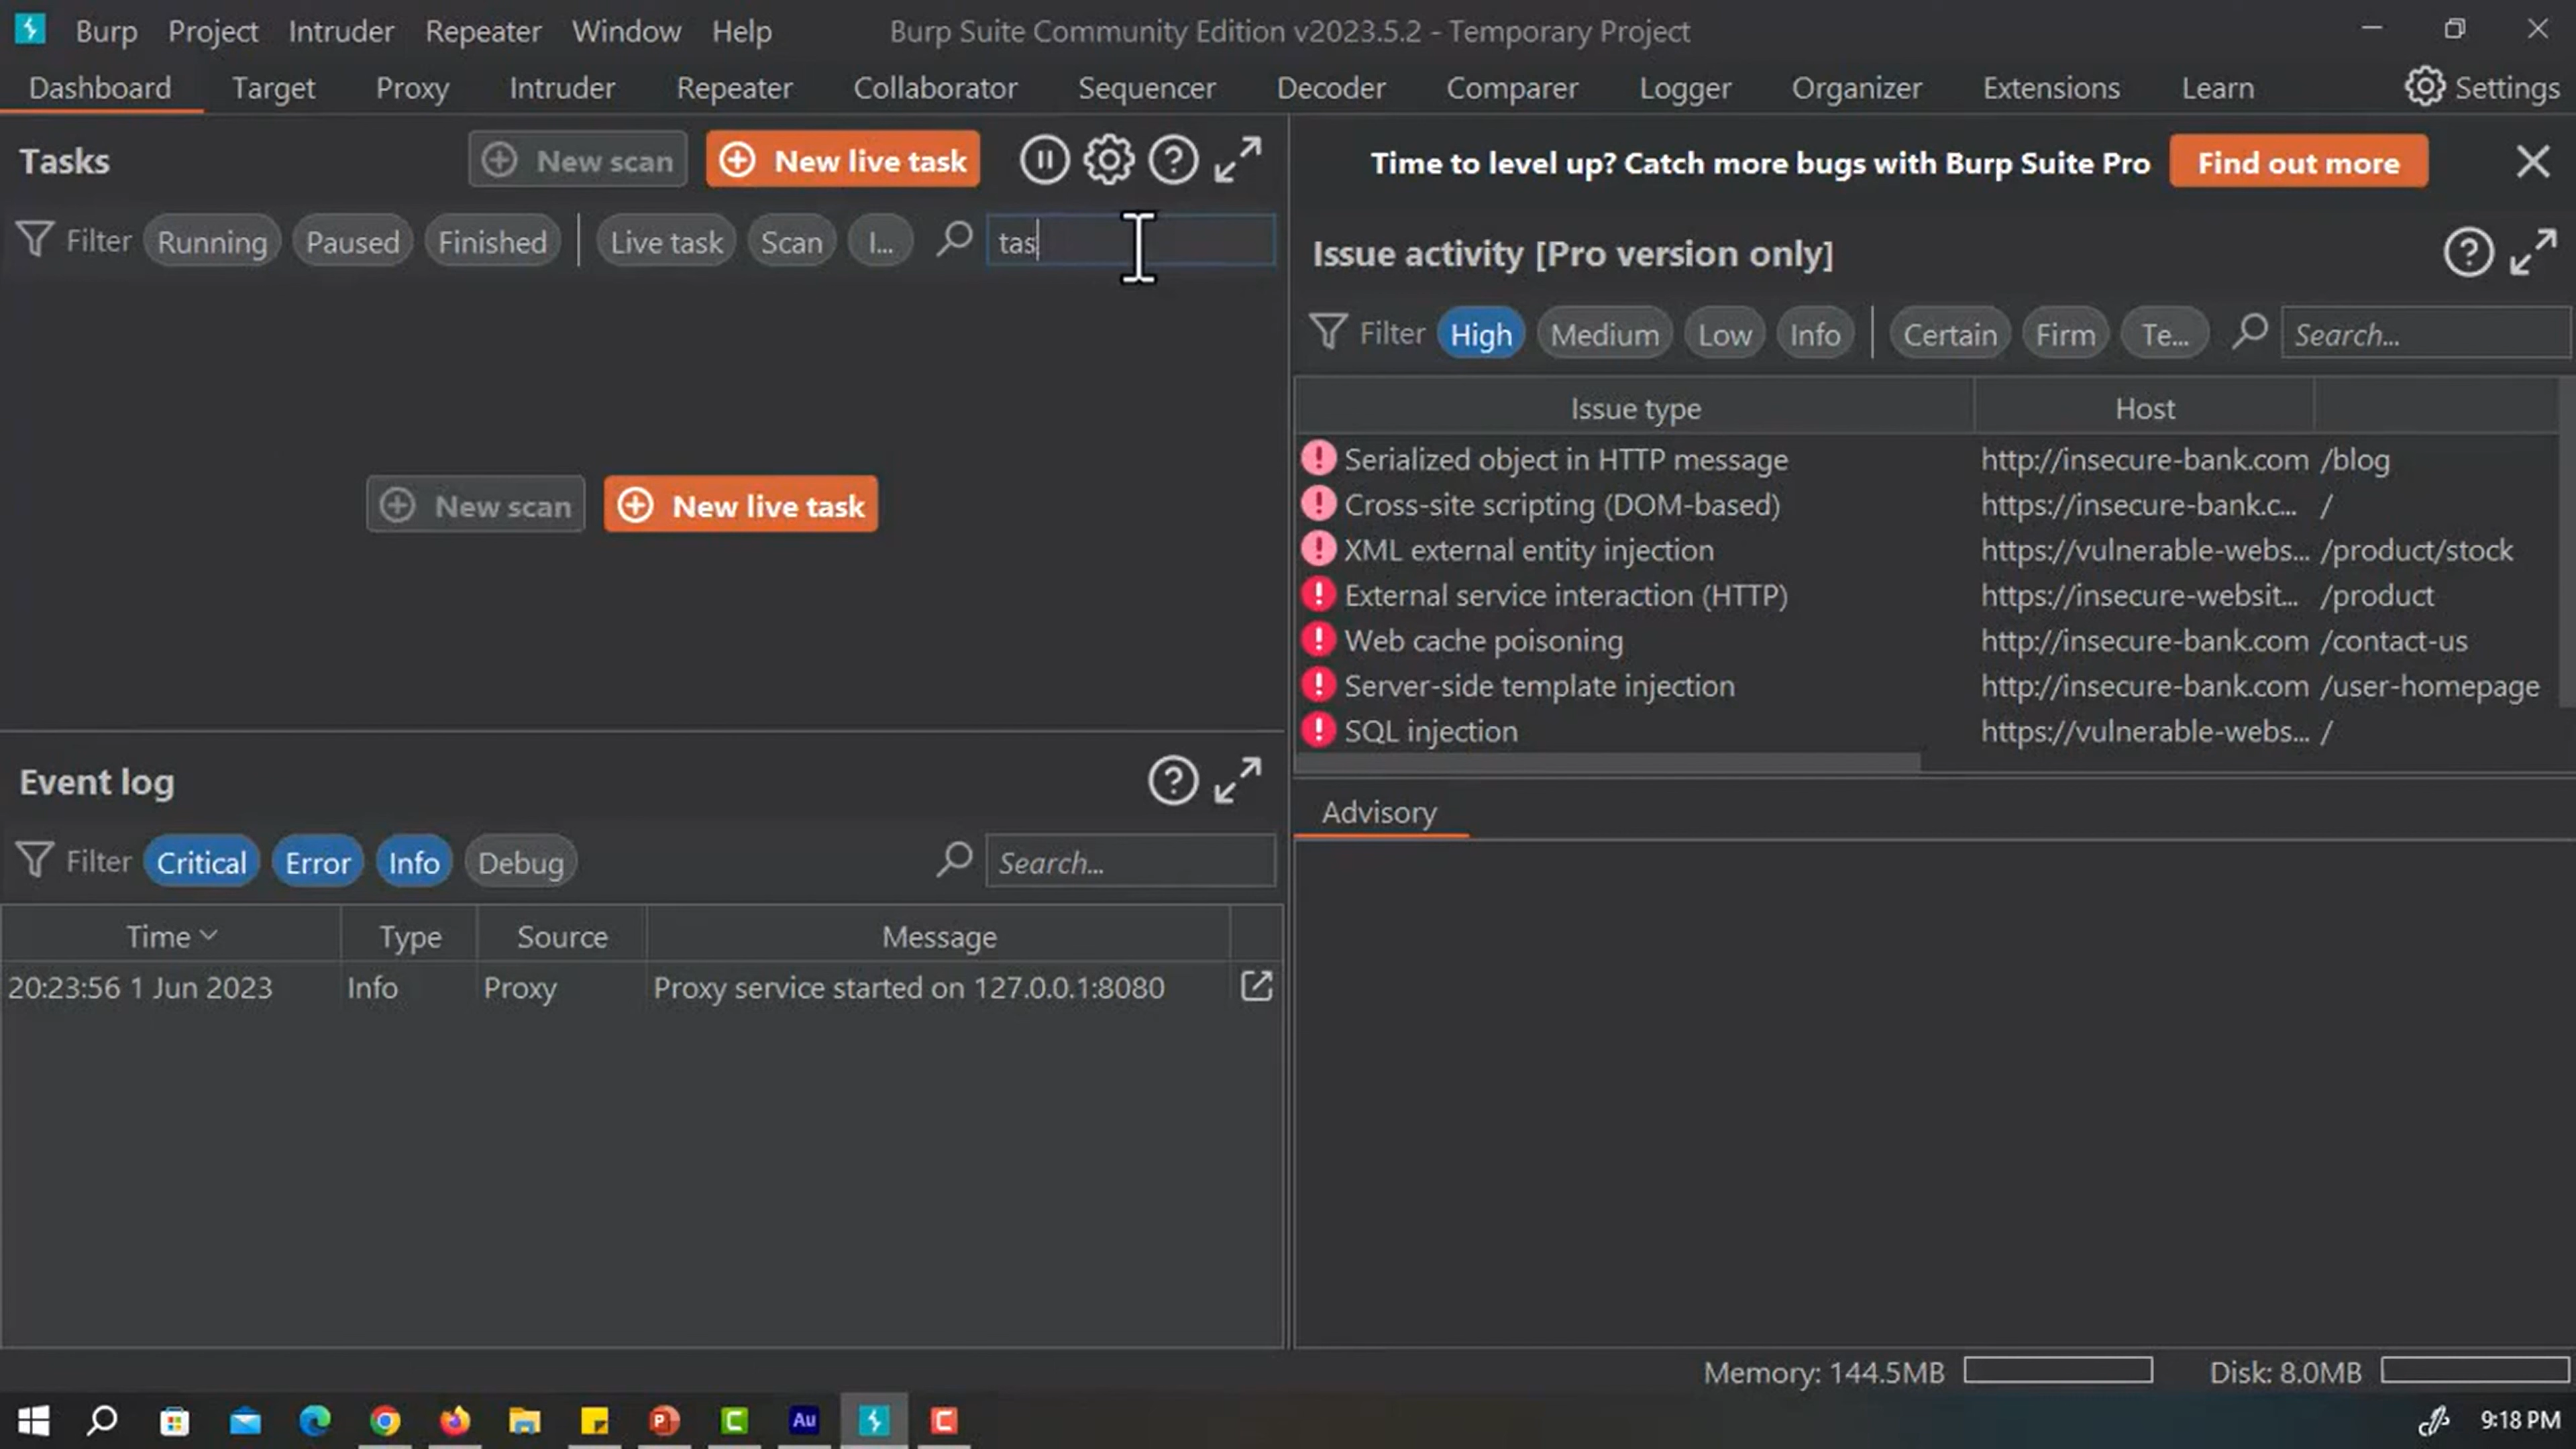 Burp Project Intruder Repeater Window Help Burp Suite Community Edition v2023.5.2 - Temporary Project
Dashboard Target Proxy Intruder Repeater Collaborator Sequencer Decoder Comparer Logger Organizer Extensions Learn Settings
Tasks New scan New live task
Filter Running Paused Finished Live task Scan I... tas
New scan New live task
Event log
Filter Critical Error Info Debug Search...
Time Type Source Message
20:23:56 1 Jun 2023 Info Proxy Proxy service started on 127.0.0.1:8080
Time to level up? Catch more bugs with Burp Suite Pro Find out more
Issue activity [Pro version only]
Filter High Medium Low Info Certain Firm Te... Search...
Issue type Host
Serialized object in HTTP message http://insecure-bank.com /blog
Cross-site scripting (DOM-based) https://insecure-bank.c... /
XML external entity injection https://vulnerable-webs... /product/stock
External service interaction (HTTP) https://insecure-websit... /product
Web cache poisoning http://insecure-bank.com /contact-us
Server-side template injection http://insecure-bank.com /user-homepage
SQL injection https://vulnerable-webs... /
Advisory
Memory: 144.5MB Disk: 8.0MB
Au 9:18 PM